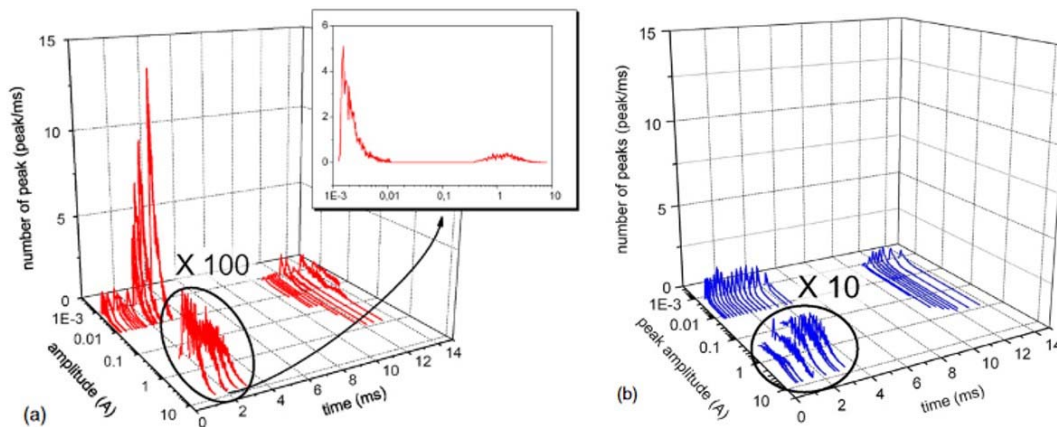 6
4
2
0
1E-3 0,01 0,1 1 10
15
10
5
0
number of peak (peak/ms)
X 100
1E-3
0.01
0.1
1
10
amplitude (A)
0 2 4 6 8 10 12 14
time (ms)
(a)
15
10
5
0
number of peaks (peak/ms)
X 10
1E-3
0.01
0.1
1
10
peak amplitude (A)
0 2 4 6 8 10 12 14
time (ms)
(b)